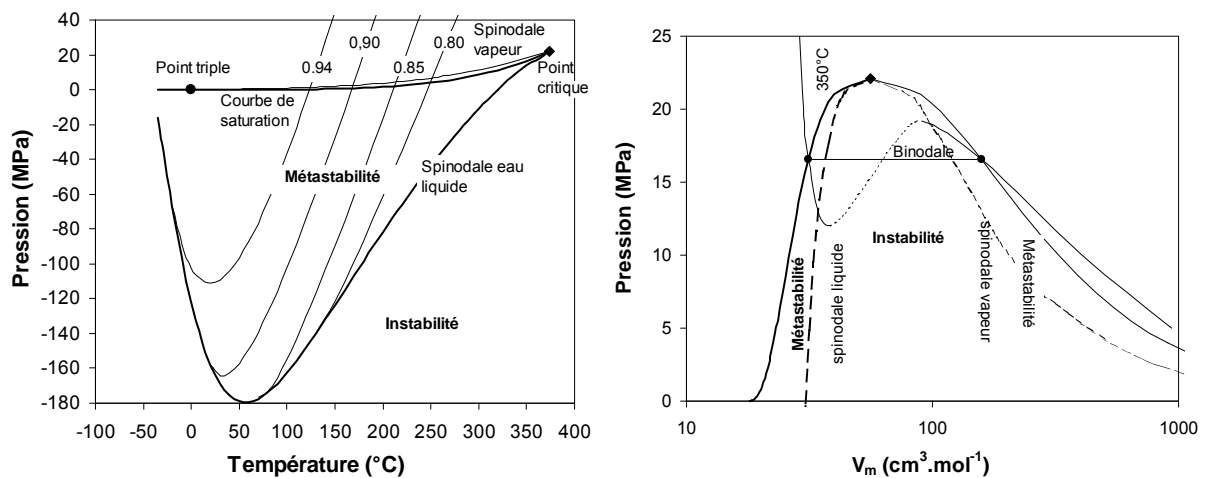 40
20
0
-20
-40
-60
-80
-100
-120
-140
-160
-180
-100
-50
0
50
100
150
200
250
300
350
400
Pression (MPa)
Température (°C)
Point triple
0.94
0,90
0.85
0.80
Spinodale
vapeur
Point
critique
Courbe de
saturation
Métastabilité
Spinodale eau
liquide
Instabilité
25
20
15
10
5
0
10
100
1000
Pression (MPa)
Vm (cm3.mol-1)
350°C
Binodale
Instabilité
Métastabilité
spinodale liquide
spinodale vapeur
Métastabilité